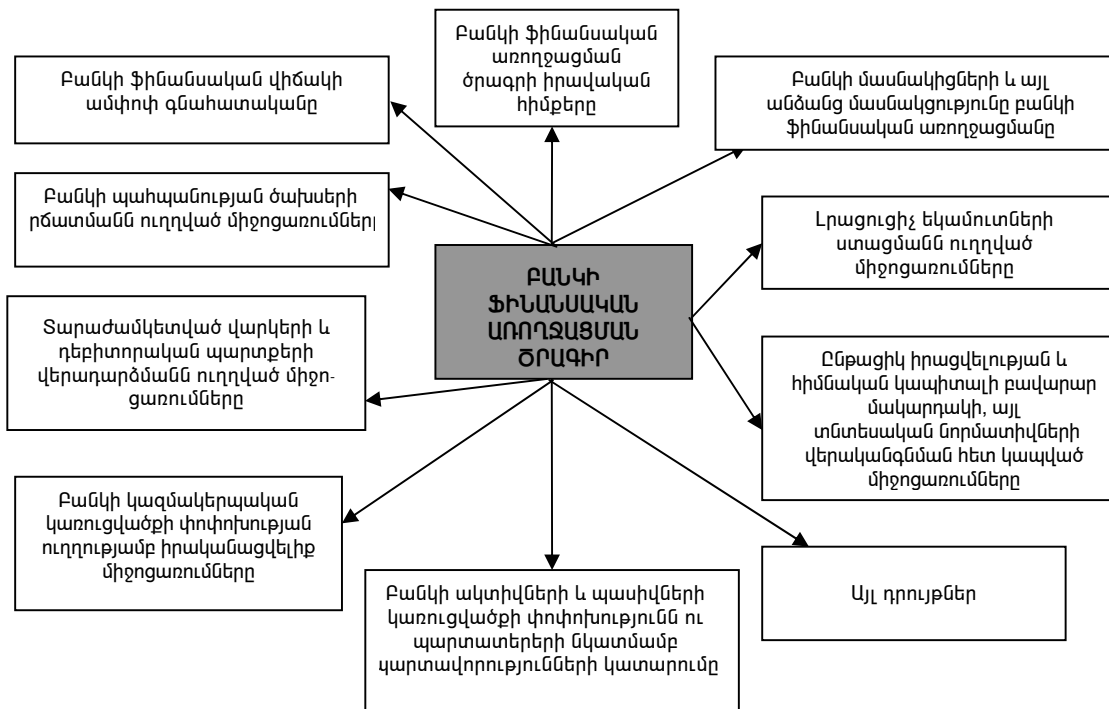 Բանկի ֆինանսական
առողջացման
ծրագրի իրավական
հիմքերը
Բանկի ֆինանսական վիճակի
ամփոփ գնահատականը
Բանկի մասնակիցների և այլ
անձանց մասնակցությունը բանկի
ֆինանսական առողջացմանը
Բանկի պահպանության ծախսերի
րճատմանն ուղղված միջոցառումներ
Լրացուցիչ եկամուտների
ստացմանն ուղղված
միջոցառումները
ԲԱՆԿԻ
ՖԻՆԱՆՍԱԿԱՆ
ԱՌՈՂՋԱՑՄԱՆ
ԾՐԱԳԻՐ
Տարաժամկետված վարկերի և
դեբիտորական պարտքերի
վերադարձմանն ուղղված միջո-
ցառումները
Ընթացիկ իրացվելության և
հիմնական կապիտալի բավարար
մակարդակի, այլ
տնտեսական նորմատիվների
վերականգնման հետ կապված
միջոցառումները
Բանկի կազմակերպական
կառուցվածքի փոփոխության
ուղղությամբ իրականացվելիք
միջոցառումները
Բանկի ակտիվների և պասիվների
կառուցվածքի փոփոխությունն ու
պարտատերերի նկատմամբ
պարտավորությունների կատարումը
Այլ դրույթներ